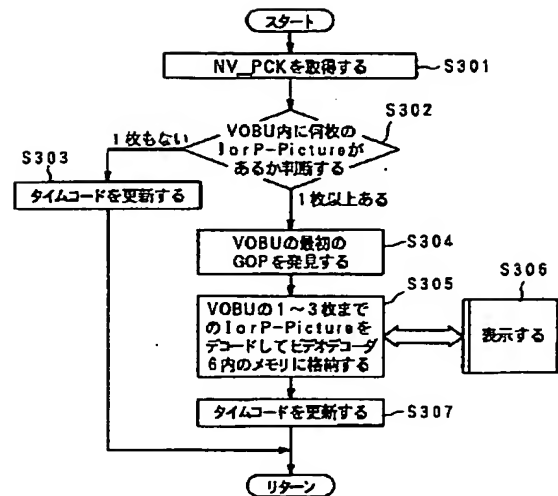 スタート
NV_PCKを取得する
S301
S302
VOBU内に何枚の
IorP-Pictureが
あるか判断する
1枚もない
S303
タイムコードを更新する
1枚以上ある
VOBUの最初の
GOPを発見する
S304
S305
VOBUの1～3枚まで
のIorP-Pictureを
デコードしてビデオデコーダ
6内のメモリに格納する
S306
表示する
タイムコードを更新する
S307
リターン